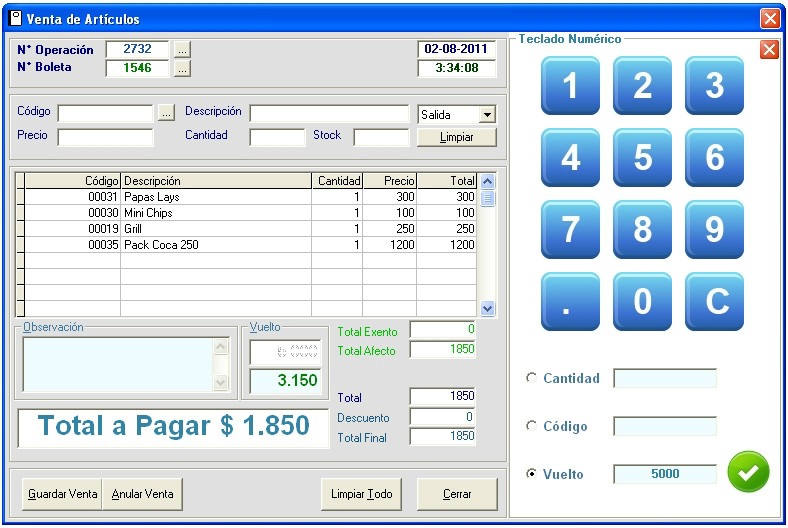 Venta de Artículos
N° Operación 2732 ... 02-08-2011
N° Boleta 1546 ... 3:34:08
Código ... Descripción Salida
Precio Cantidad Stock Limpiar
Código Descripción Cantidad Precio Total
00031 Papas Lays 1 300 300
00030 Mini Chips 1 100 100
00019 Grill 1 250 250
00035 Pack Coca 250 1 1200 1200
Observación Vuelto
3.150
Total Exento 0
Total Afecto 1850
Total 1850
Descuento 0
Total Final 1850
Total a Pagar $ 1.850
Guardar Venta Anular Venta Limpiar Todo Cerrar
Teclado Numérico
1 2 3
4 5 6
7 8 9
. 0 C
Cantidad
Código
Vuelto 5000